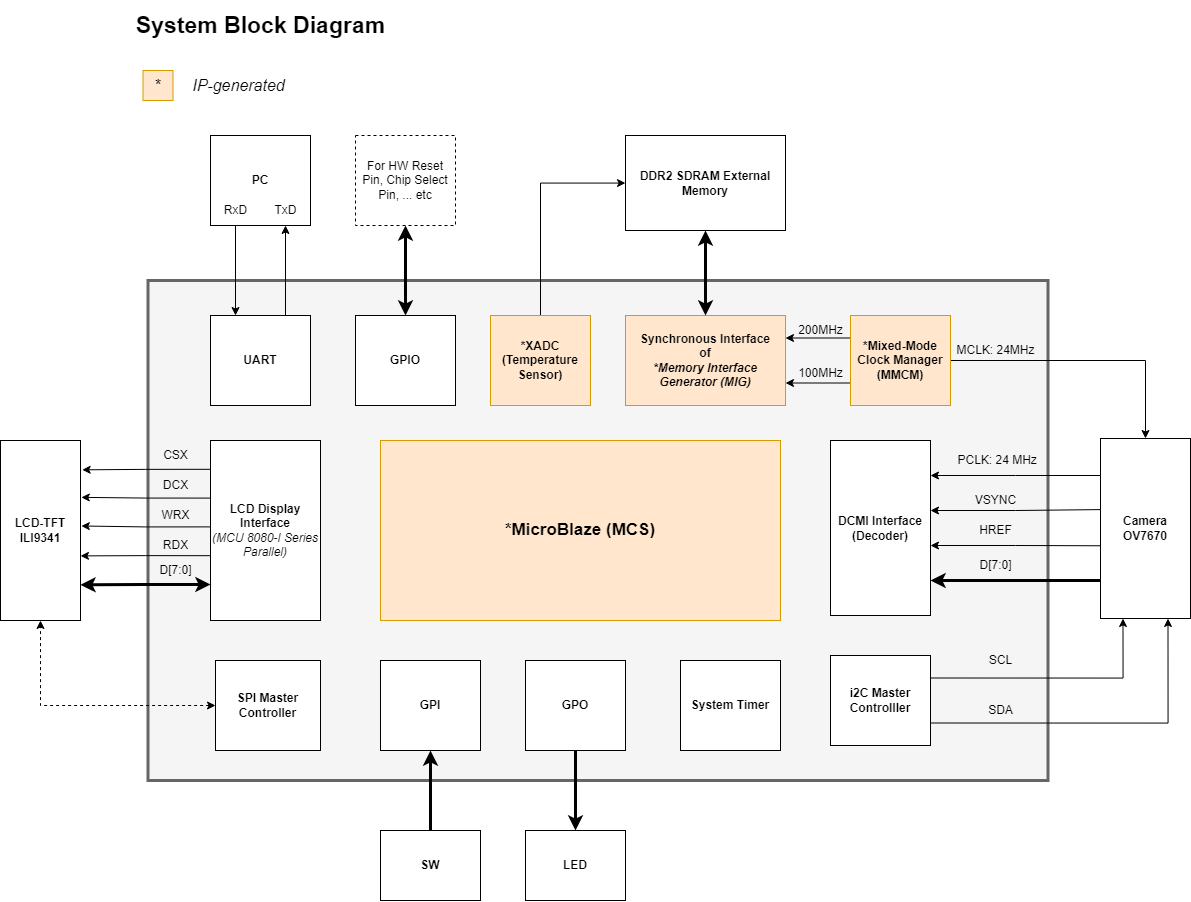 System Block Diagram
*
IP-generated
PC
RxD
TxD
For HW Reset
Pin, Chip Select
Pin, ... etc
DDR2 SDRAM External
Memory
UART
GPIO
*XADC
(Temperature
Sensor)
Synchronous Interface
of
*Memory Interface
Generator (MIG)
200MHz
100MHz
*Mixed-Mode
Clock Manager
(MMCM)
MCLK: 24MHz
LCD-TFT
ILI9341
CSX
DCX
WRX
RDX
D[7:0]
LCD Display
Interface
(MCU 8080-I Series
Parallel)
*MicroBlaze (MCS)
DCMI Interface
(Decoder)
PCLK: 24 MHz
VSYNC
HREF
D[7:0]
Camera
OV7670
SPI Master
Controller
GPI
GPO
System Timer
i2C Master
Controlller
SCL
SDA
SW
LED